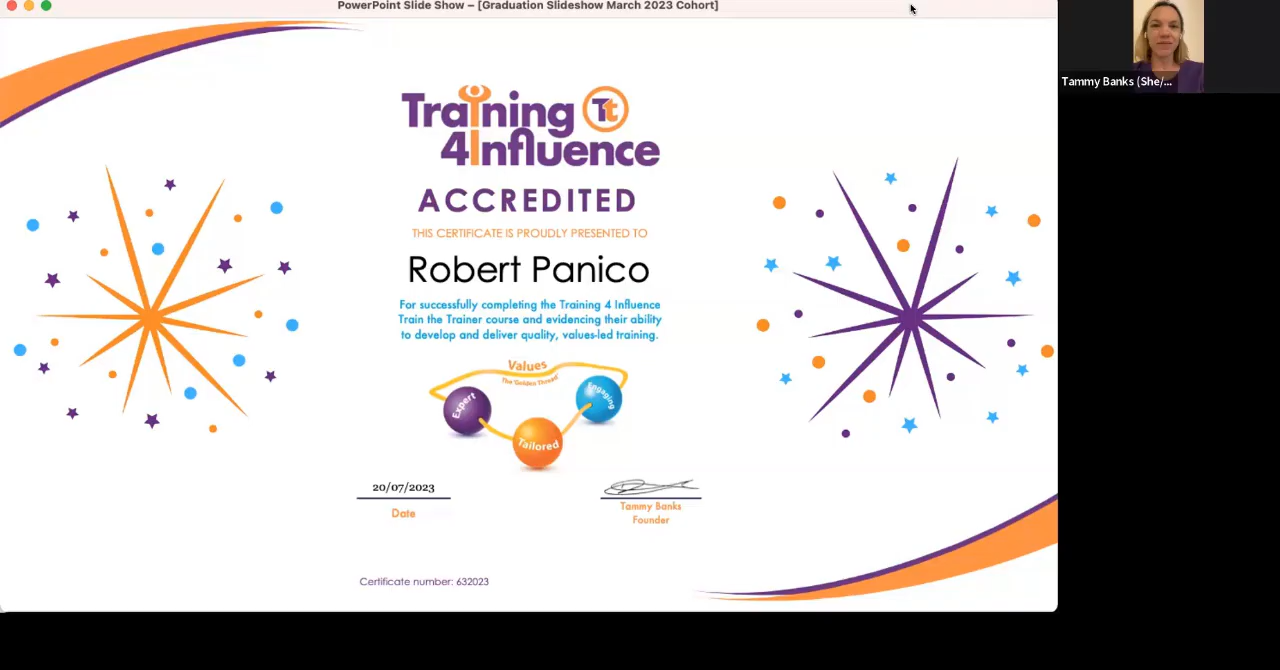 PowerPoint Slide Show – [Graduation Slideshow March 2023 Cohort]
Tammy Banks (She/...
Training Tt
4Influence
ACCREDITED
THIS CERTIFICATE IS PROUDLY PRESENTED TO
Robert Panico
For successfully completing the Training 4 Influence
Train the Trainer course and evidencing their ability
to develop and deliver quality, values-led training.
Values
The 'Golden Thread'
Expert
Engaging
Tailored
20/07/2023
Date
Tammy Banks
Founder
Certificate number: 632023